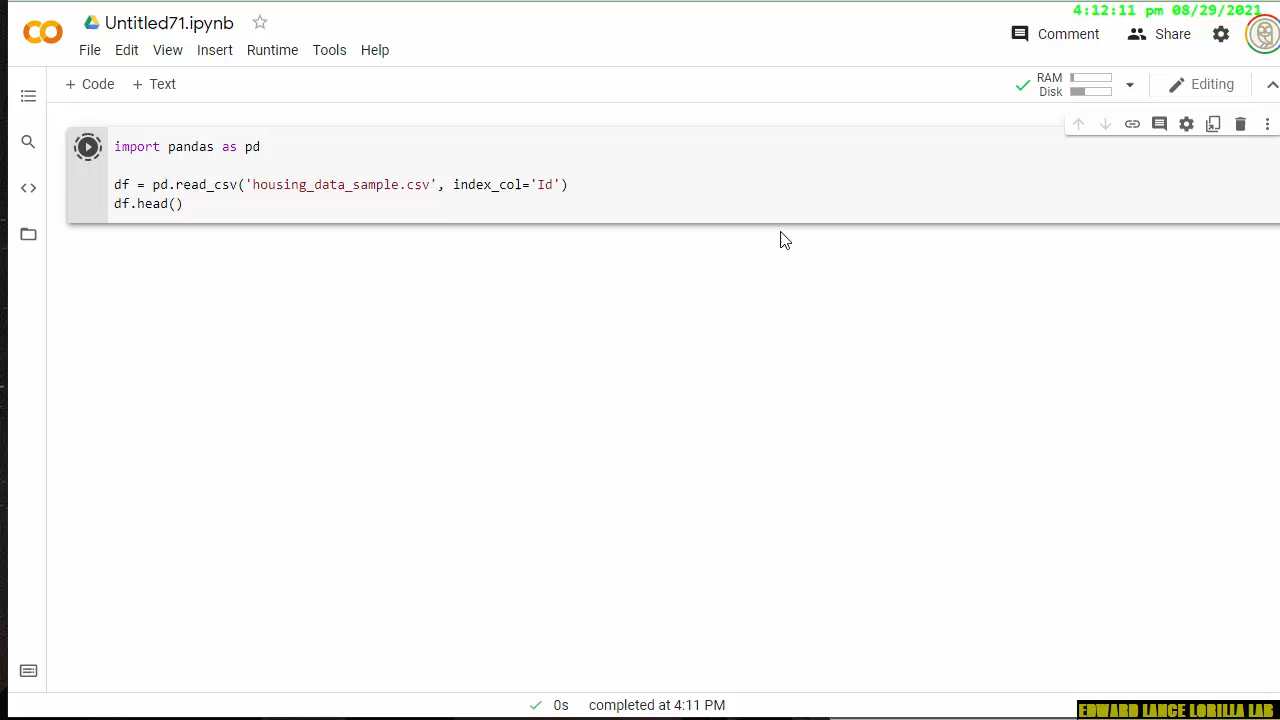 4:12:11 pm 08/29/2021
Untitled71.ipynb
Comment
Share
File Edit View Insert Runtime Tools Help
+ Code + Text
RAM
Disk
Editing
import pandas as pd
df = pd.read_csv('housing_data_sample.csv', index_col='Id')
df.head()
0s completed at 4:11 PM
EDWARD LANCE LORILLA LAB